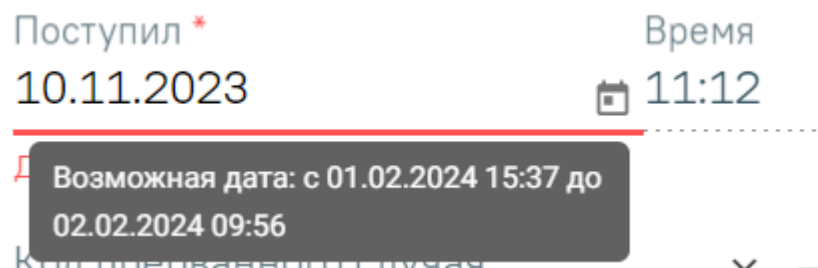 Поступил *
Время
10.11.2023
11:12
Возможная дата: с 01.02.2024 15:37 до
02.02.2024 09:56